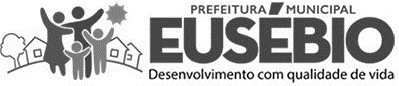 PREFEITURA MUNICIPAL
EUSÉBIO
Desenvolvimento com qualidade de vida